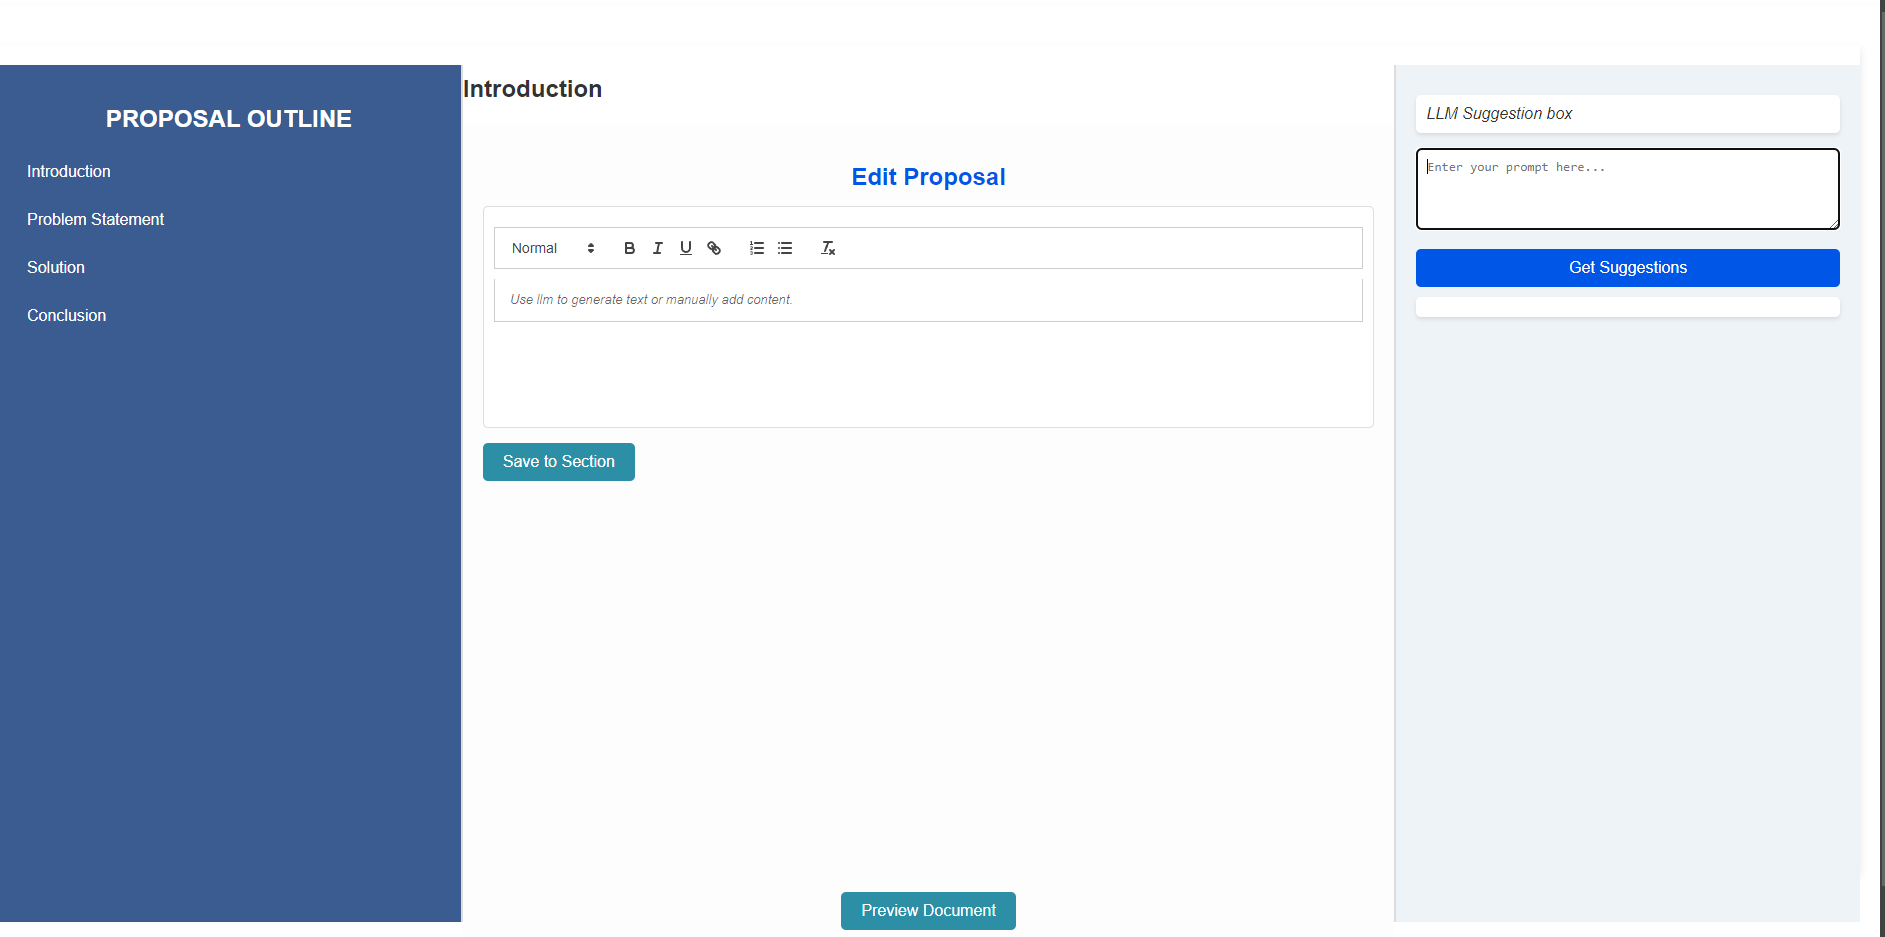 PROPOSAL OUTLINE
Introduction
Problem Statement
Solution
Conclusion
Introduction
Edit Proposal
Normal
Use llm to generate text or manually add content.
Save to Section
Preview Document
LLM Suggestion box
Enter your prompt here...
Get Suggestions